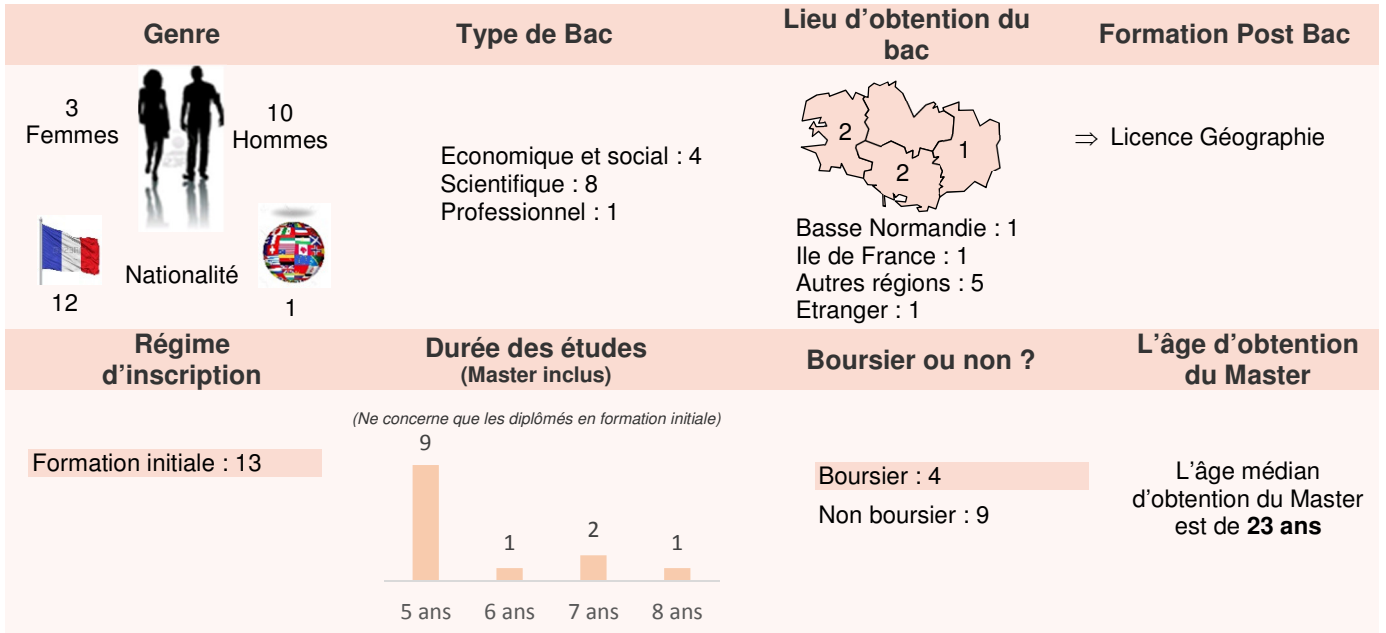 Genre
Type de Bac
Lieu d'obtention du
bac
Formation Post Bac
3
Femmes
10
Hommes
Nationalité
12
1
Economique et social : 4
Scientifique : 8
Professionnel : 1
2
1
2
Basse Normandie : 1
Ile de France : 1
Autres régions : 5
Etranger : 1
⇒ Licence Géographie
Régime
d'inscription
Durée des études
(Master inclus)
Boursier ou non ?
L'âge d'obtention
du Master
Formation initiale : 13
(Ne concerne que les diplômés en formation initiale)
9
1
2
1
5 ans
6 ans
7 ans
8 ans
Boursier : 4
Non boursier : 9
L'âge médian
d'obtention du Master
est de 23 ans